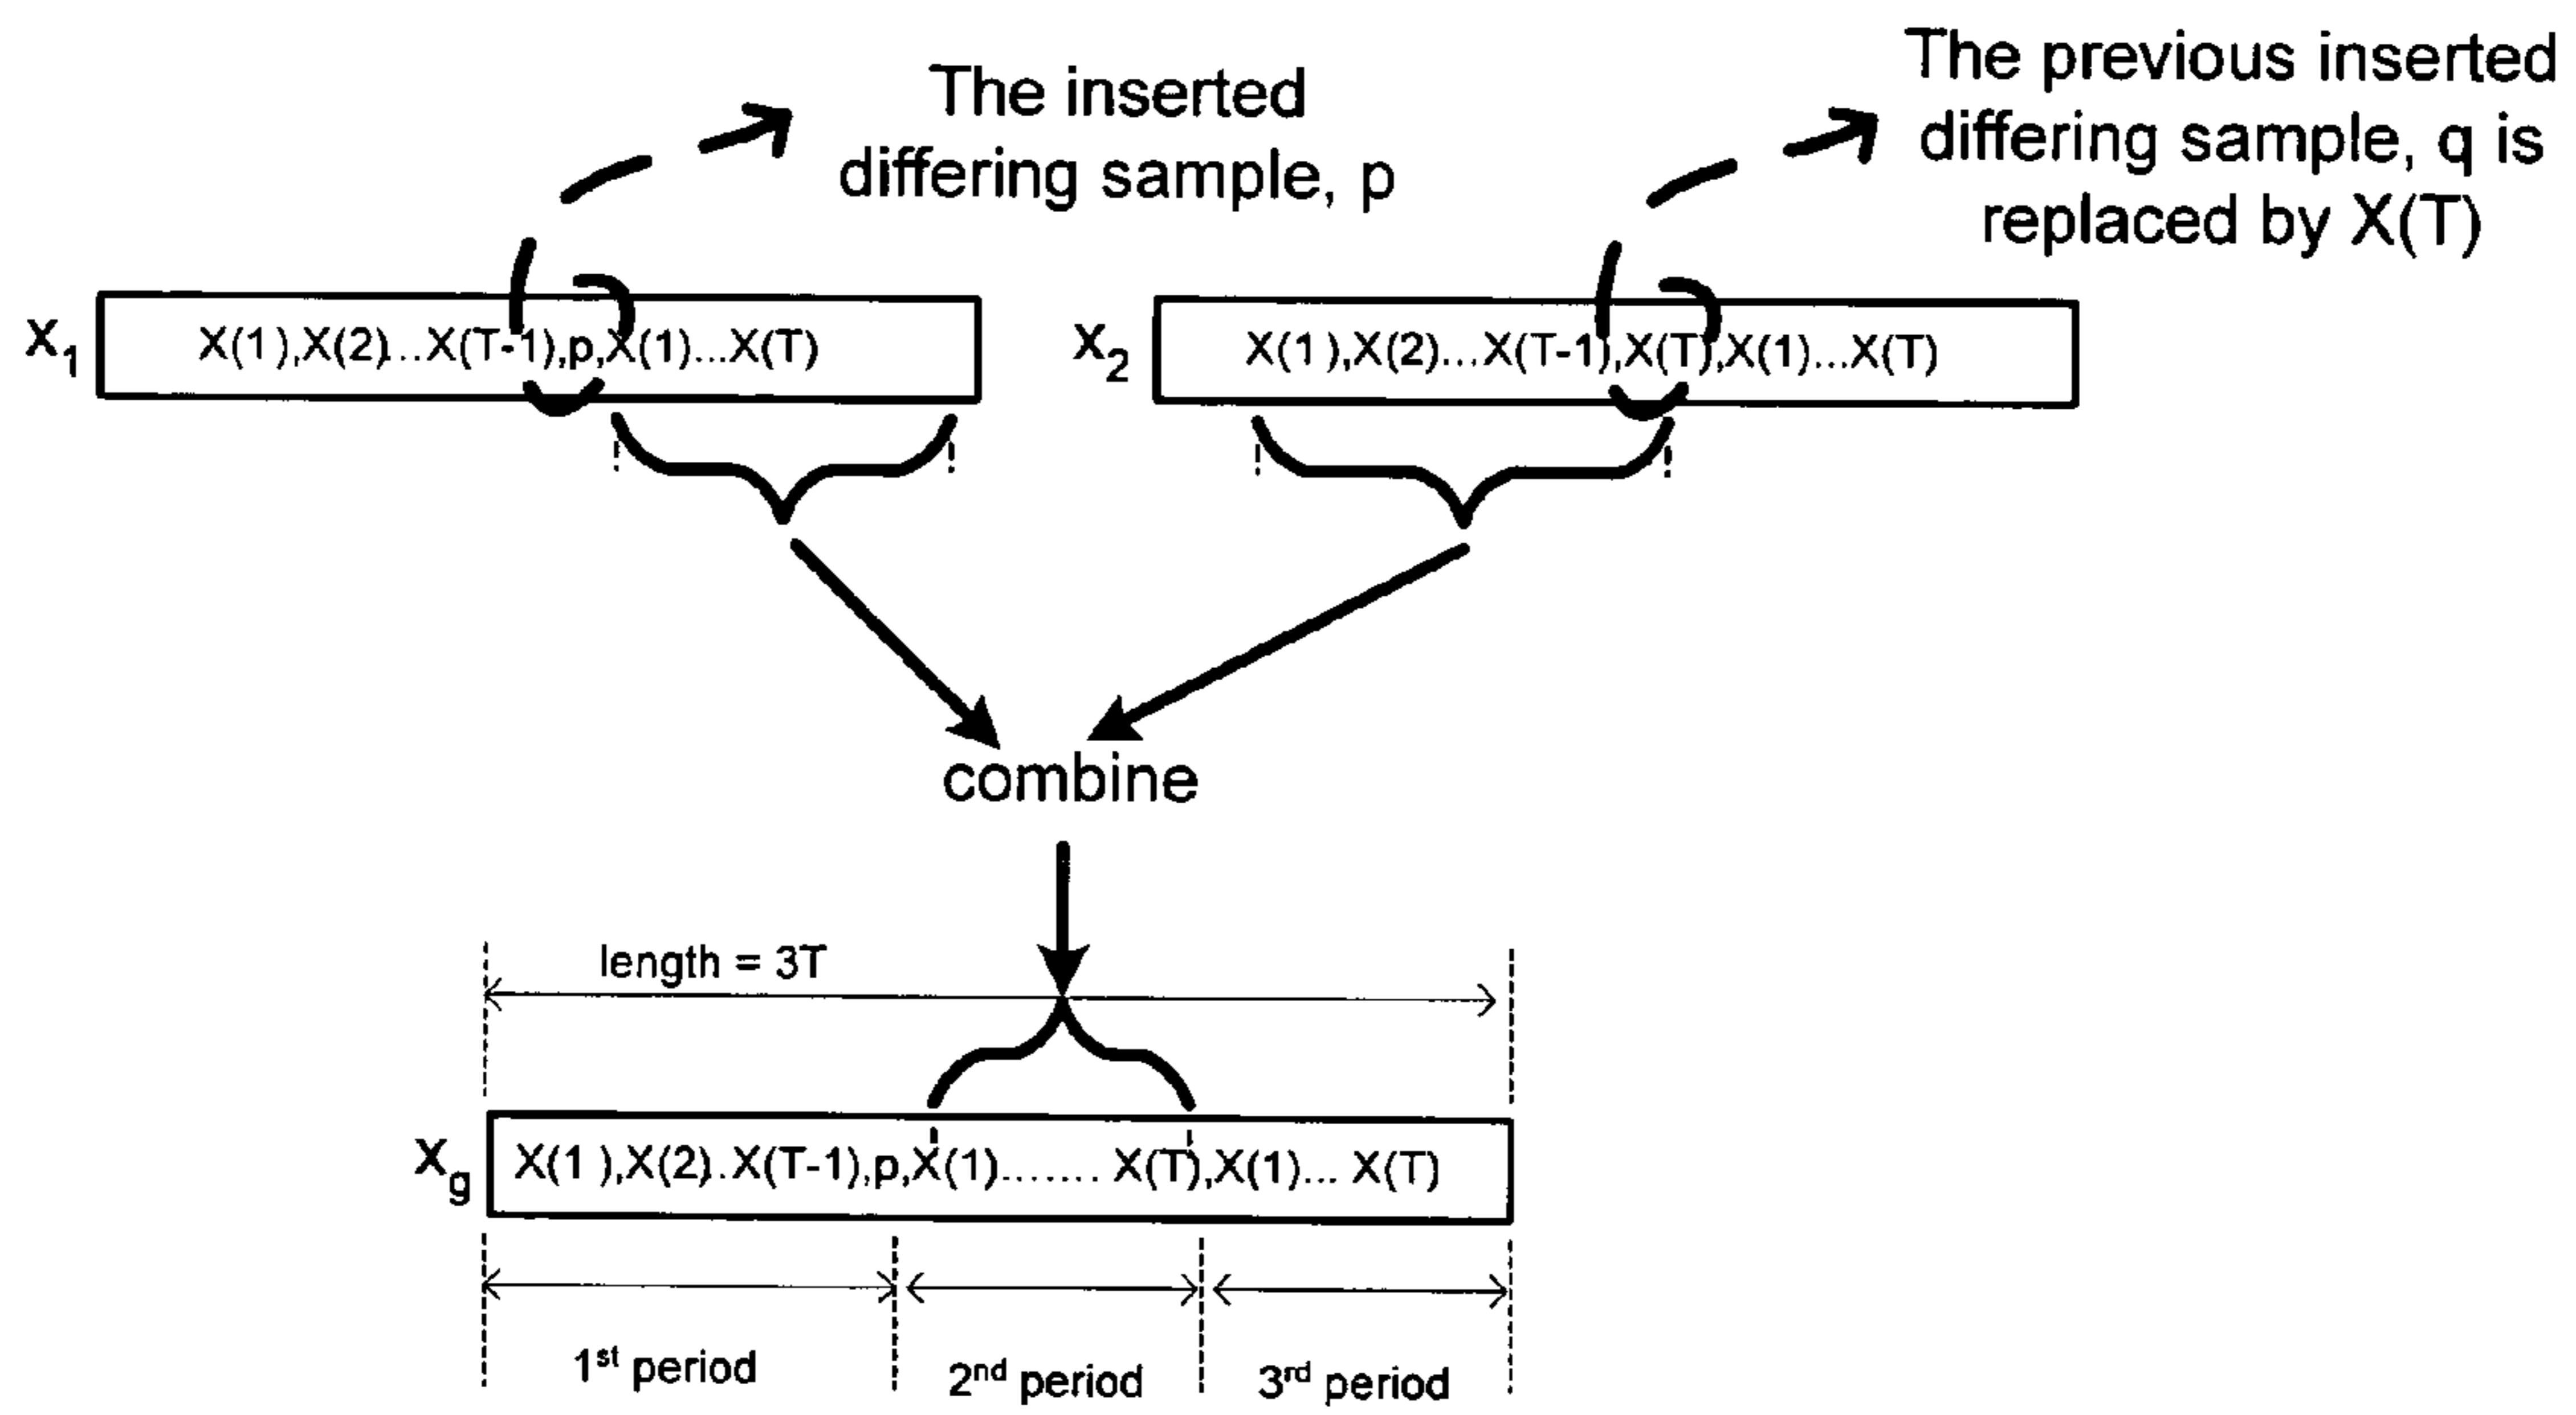 The inserted
differing sample, p
The previous inserted
differing sample, q is
replaced by X(T)
X1 X(1),X(2)...X(T-1),p,X(1)...X(T)
X2 X(1),X(2)...X(T-1),X(T),X(1)...X(T)
combine
length = 3T
Xg X(1),X(2)..X(T-1),p,X(1)....... X(T),X(1)... X(T)
1st period
2nd period
3rd period